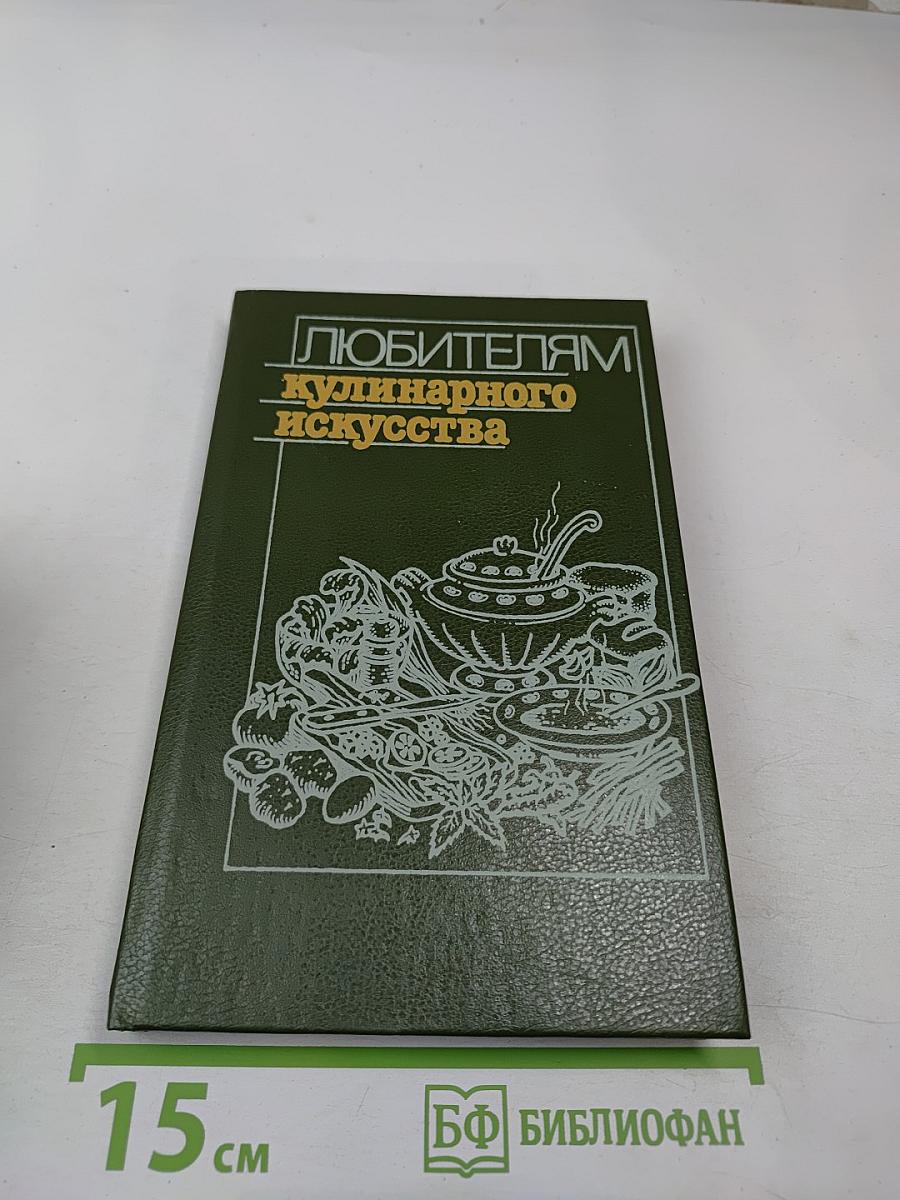 ЛЮБИТЕЛЯМ
кулинарного
искусства
15 см
БФ БИБЛИОФАН